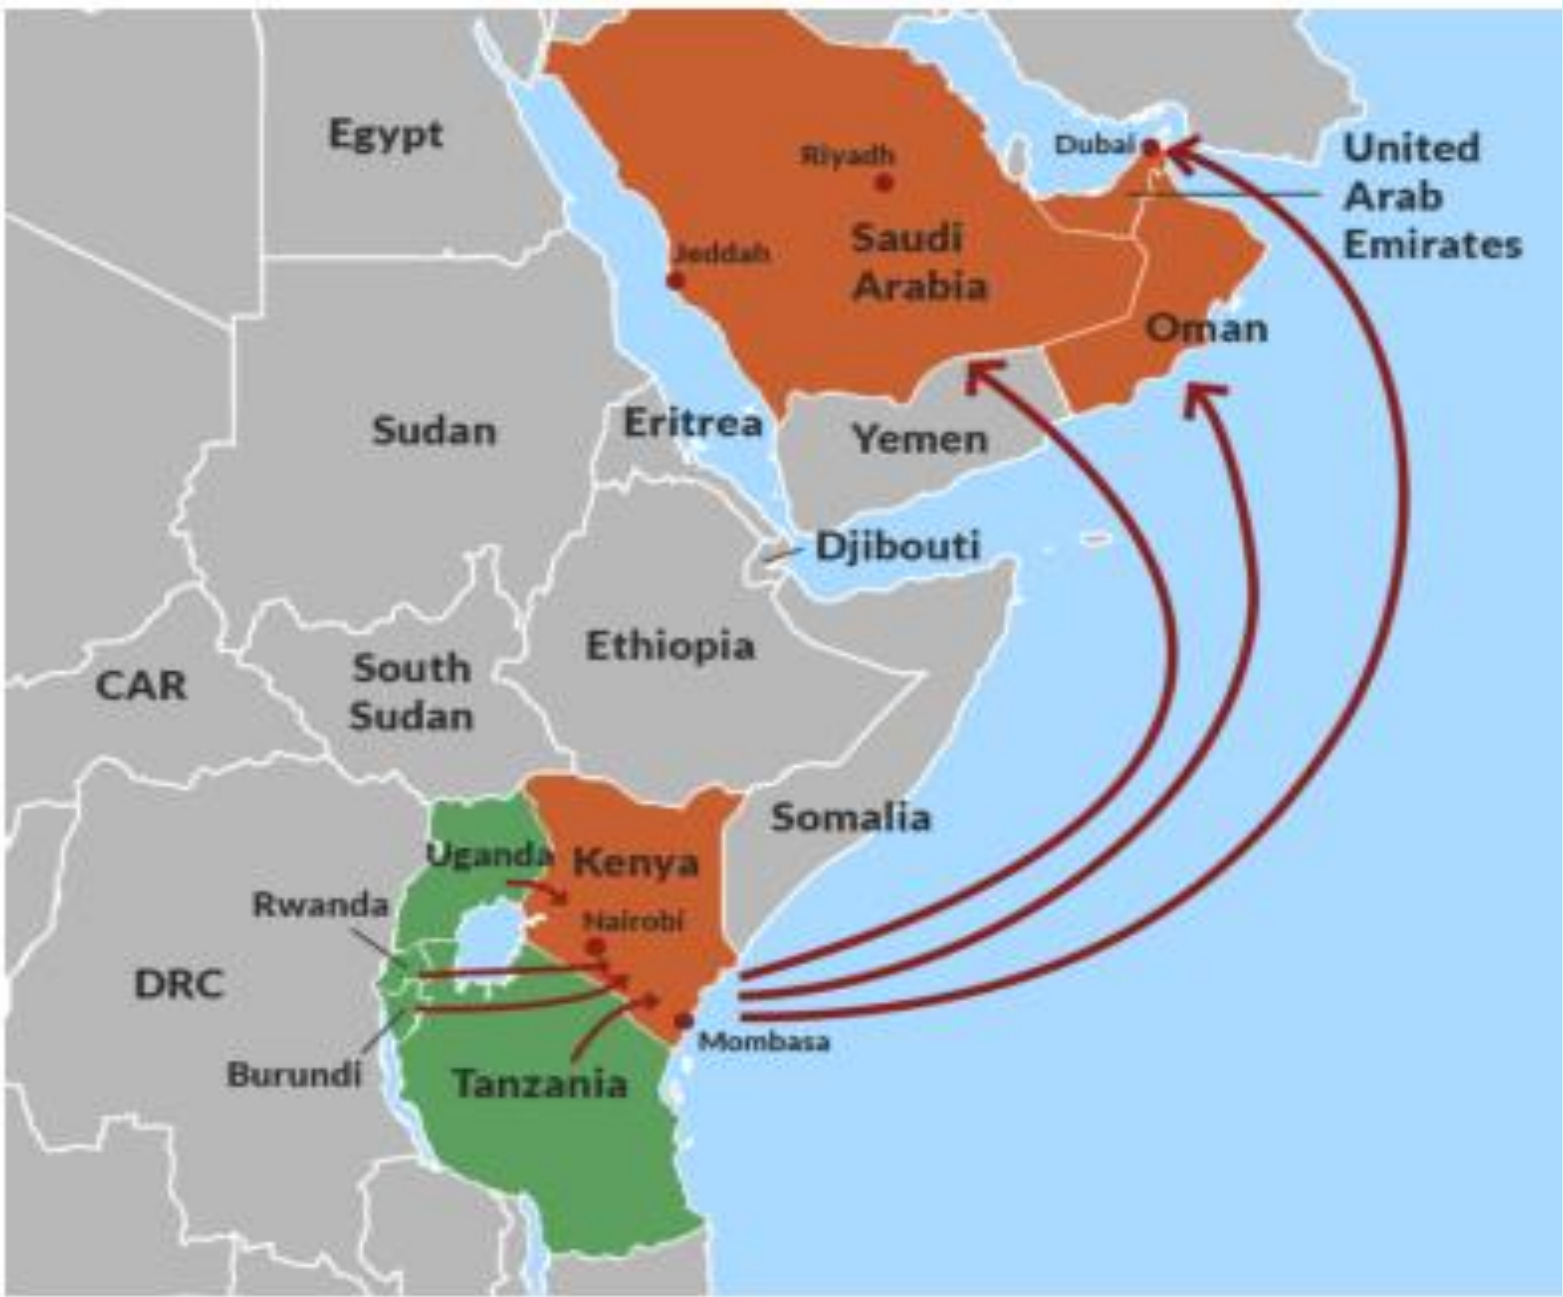 Egypt
Riyadh
Dubai
United
Arab
Emirates
Saudi
Arabia
Jeddah
Oman
Sudan
Eritrea
Yemen
Djibouti
Ethiopia
CAR
South
Sudan
Somalia
Uganda
Kenya
Rwanda
Nairobi
DRC
Mombasa
Burundi
Tanzania